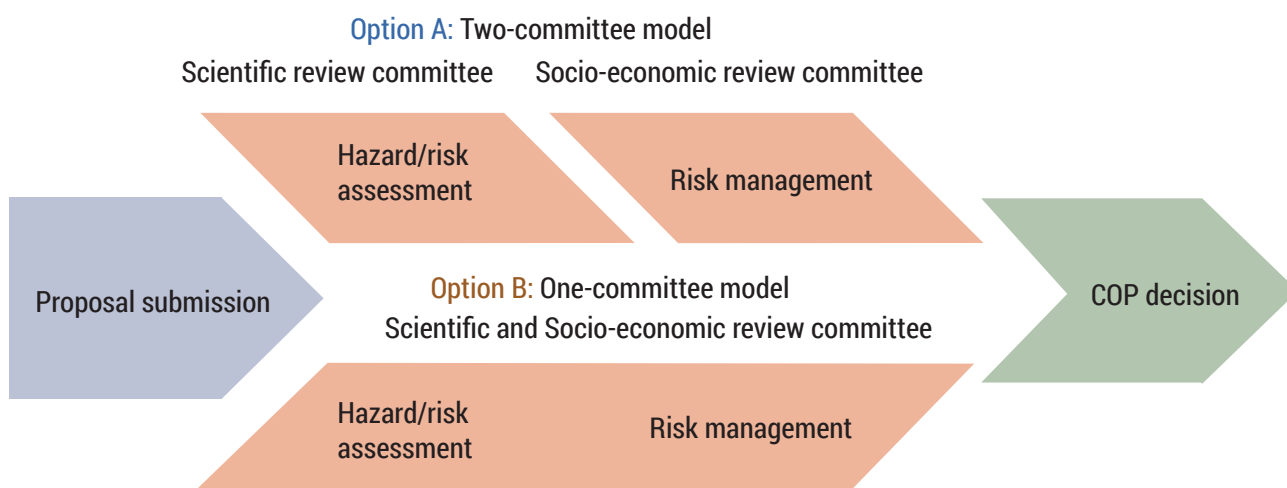 Option A: Two-committee model
Scientific review committee
Socio-economic review committee
Hazard/risk
assessment
Risk management
Proposal submission
Option B: One-committee model
Scientific and Socio-economic review committee
COP decision
Hazard/risk
assessment
Risk management